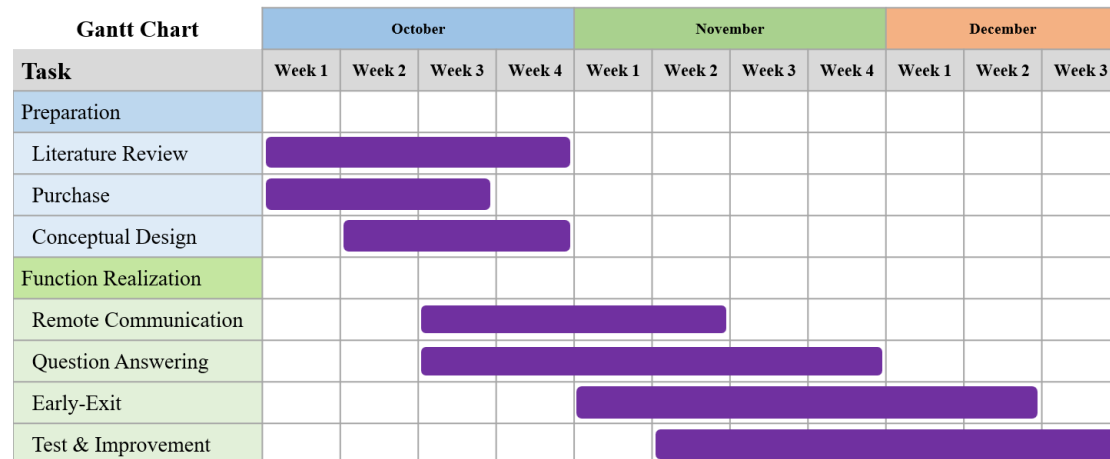 Gantt Chart October November December
Task Week 1 Week 2 Week 3 Week 4 Week 1 Week 2 Week 3 Week 4 Week 1 Week 2 Week 3
Preparation
Literature Review
Purchase
Conceptual Design
Function Realization
Remote Communication
Question Answering
Early-Exit
Test & Improvement